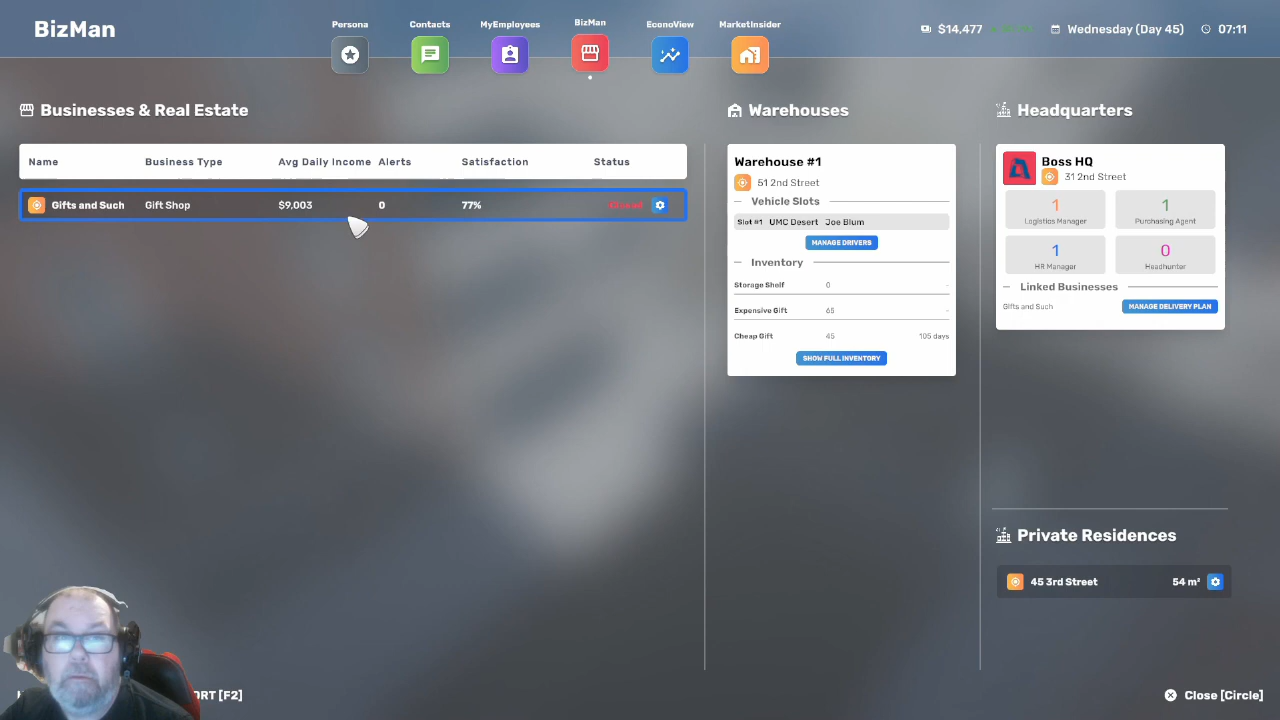 BizMan
Persona
Contacts
MyEmployees
BizMan
EconoView
MarketInsider
$14,477
Wednesday (Day 45)
07:11
Businesses & Real Estate
Name Business Type Avg Daily Income Alerts Satisfaction Status
Gifts and Such Gift Shop $9,003 0 77% Closed
Warehouses
Warehouse #1
51 2nd Street
Vehicle Slots
Slot #1 UMC Desert Joe Blum
MANAGE DRIVERS
Inventory
Storage Shelf 0 -
Expensive Gift 65 -
Cheap Gift 45 105 days
SHOW FULL INVENTORY
Headquarters
Boss HQ
31 2nd Street
1 1
Logistics Manager Purchasing Agent
1 0
HR Manager Headhunter
Linked Businesses
Gifts and Such MANAGE DELIVERY PLAN
Private Residences
45 3rd Street 54 m²
[F2]
Close [Circle]